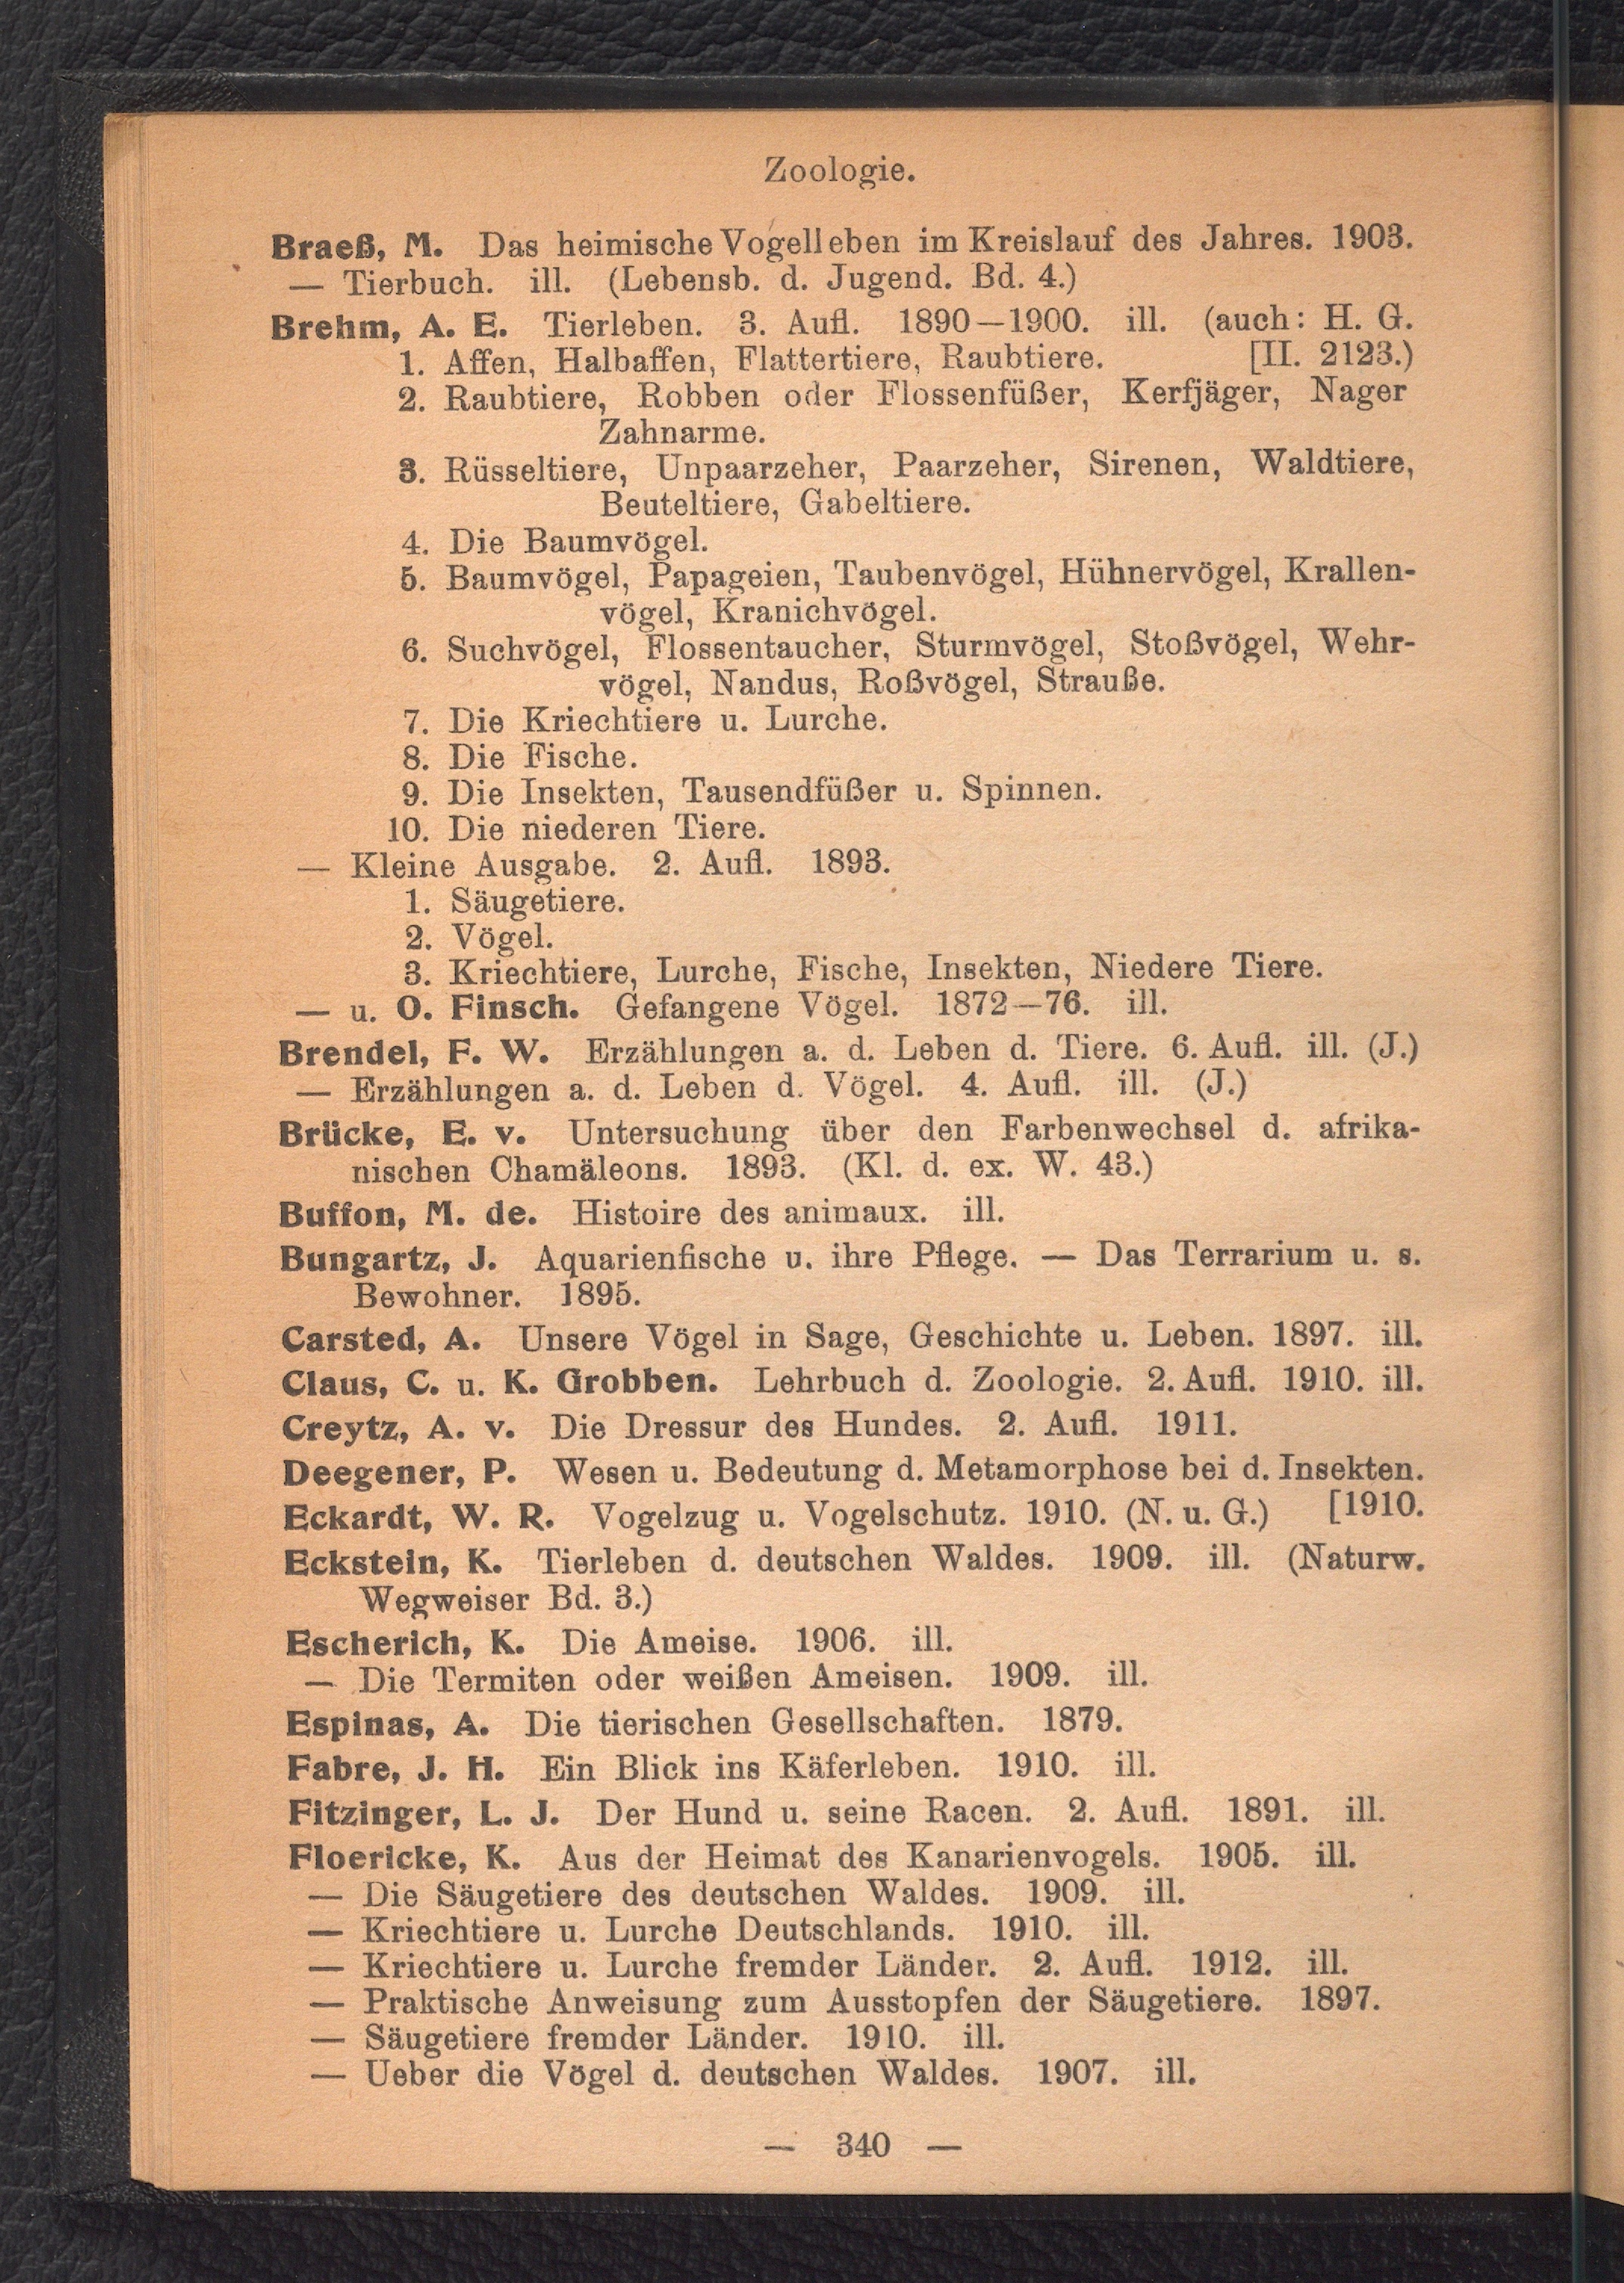 Zoologie.
Braeß, M. Das heimische Vogelleben im Kreislauf des Jahres. 1903.
— Tierbuch. ill. (Lebensb. d. Jugend. Bd. 4.)
Brehm, A. E. Tierleben. 3. Aufl. 1890—1900. ill. (auch: H. G.
1. Affen, Halbaffen, Flattertiere, Raubtiere. [II. 2123.)
2. Raubtiere, Robben oder Flossenfüßer, Kerfjäger, Nager
Zahnarme.
3. Rüsseltiere, Unpaarzeher, Paarzeher, Sirenen, Waldtiere,
Beuteltiere, Gabeltiere.
4. Die Baumvögel.
5. Baumvögel, Papageien, Taubenvögel, Hühnervögel, Krallen-
vögel, Kranichvögel.
6. Suchvögel, Flossentaucher, Sturmvögel, Stoßvögel, Wehr-
vögel, Nandus, Roßvögel, Strauße.
7. Die Kriechtiere u. Lurche.
8. Die Fische.
9. Die Insekten, Tausendfüßer u. Spinnen.
10. Die niederen Tiere.
— Kleine Ausgabe. 2. Aufl. 1893.
1. Säugetiere.
2. Vögel.
3. Kriechtiere, Lurche, Fische, Insekten, Niedere Tiere.
— u. O. Finsch. Gefangene Vögel. 1872—76. ill.
Brendel, F. W. Erzählungen a. d. Leben d. Tiere. 6. Aufl. ill. (J.)
— Erzählungen a. d. Leben d. Vögel. 4. Aufl. ill. (J.)
Brücke, E. v. Untersuchung über den Farbenwechsel d. afrika-
nischen Chamäleons. 1893. (Kl. d. ex. W. 43.)
Buffon, M. de. Histoire des animaux. ill.
Bungartz, J. Aquarienfische u. ihre Pflege. — Das Terrarium u. s.
Bewohner. 1895.
Carsted, A. Unsere Vögel in Sage, Geschichte u. Leben. 1897. ill.
Claus, C. u. K. Grobben. Lehrbuch d. Zoologie. 2. Aufl. 1910. ill.
Creytz, A. v. Die Dressur des Hundes. 2. Aufl. 1911.
Deegener, P. Wesen u. Bedeutung d. Metamorphose bei d. Insekten.
Eckardt, W. R. Vogelzug u. Vogelschutz. 1910. (N. u. G.) [1910.
Eckstein, K. Tierleben d. deutschen Waldes. 1909. ill. (Naturw.
Wegweiser Bd. 3.)
Escherich, K. Die Ameise. 1906. ill.
— Die Termiten oder weißen Ameisen. 1909. ill.
Espinas, A. Die tierischen Gesellschaften. 1879.
Fabre, J. H. Ein Blick ins Käferleben. 1910. ill.
Fitzinger, L. J. Der Hund u. seine Racen. 2. Aufl. 1891. ill.
Floericke, K. Aus der Heimat des Kanarienvogels. 1905. ill.
— Die Säugetiere des deutschen Waldes. 1909. ill.
— Kriechtiere u. Lurche Deutschlands. 1910. ill.
— Kriechtiere u. Lurche fremder Länder. 2. Aufl. 1912. ill.
— Praktische Anweisung zum Ausstopfen der Säugetiere. 1897.
— Säugetiere fremder Länder. 1910. ill.
— Ueber die Vögel d. deutschen Waldes. 1907. ill.
— 340 —